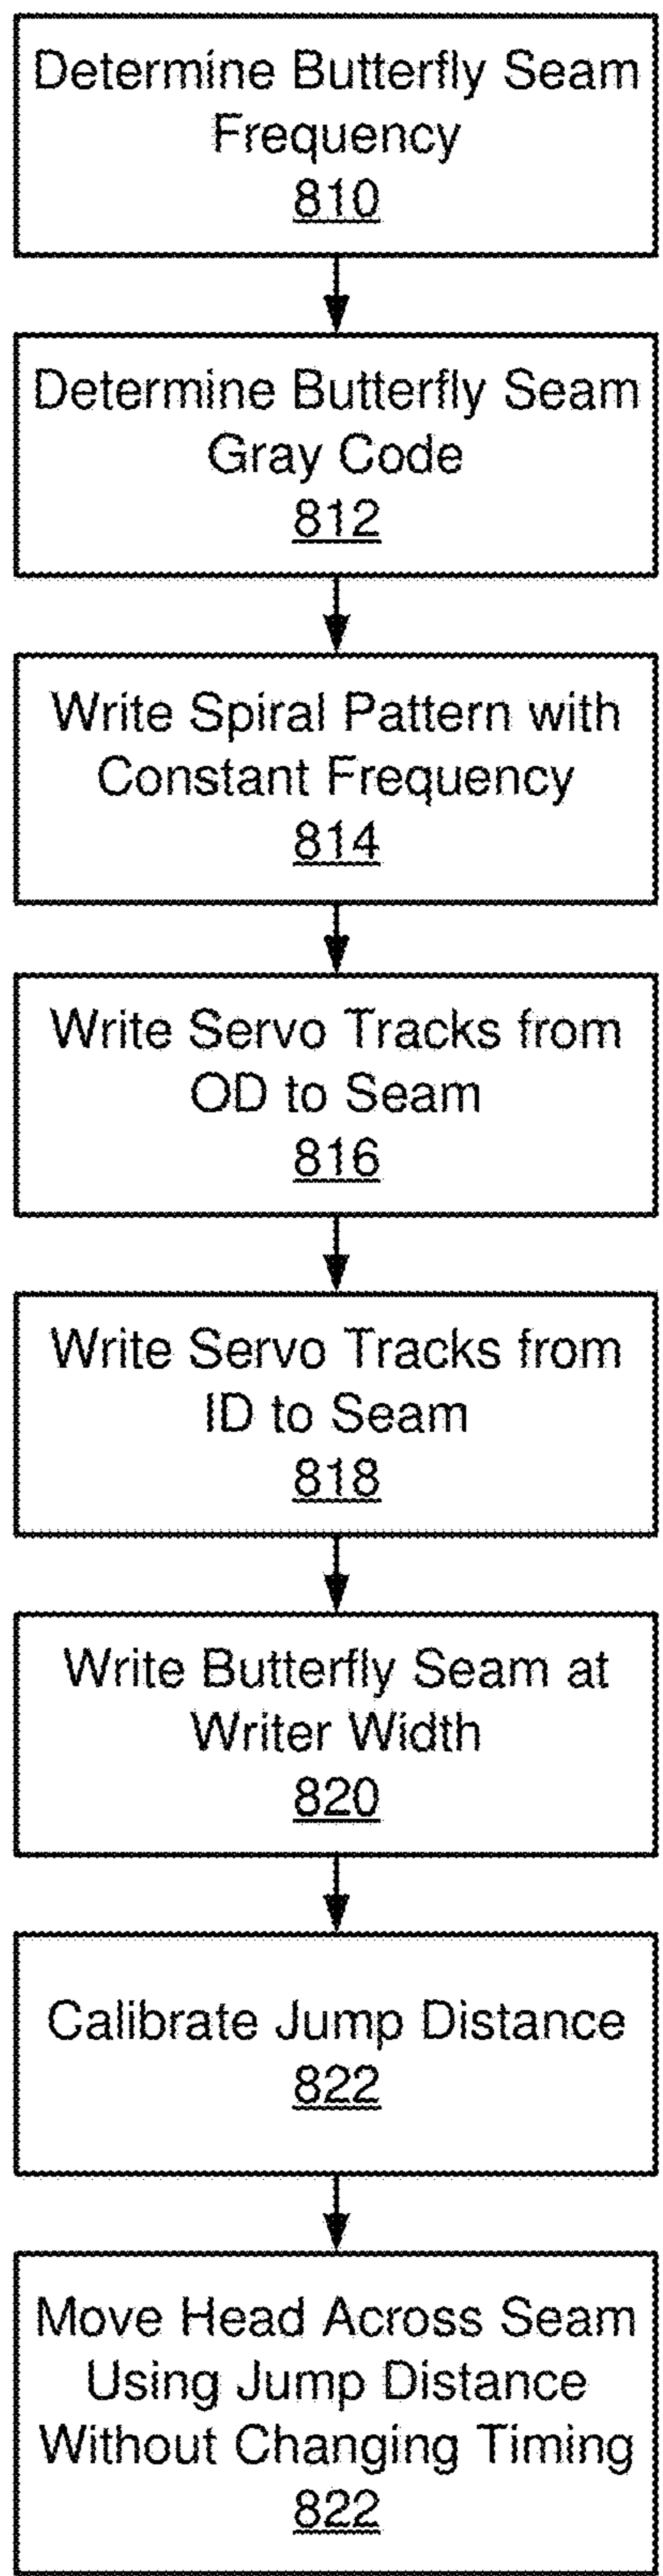 Determine Butterfly Seam
Frequency
810
Determine Butterfly Seam
Gray Code
812
Write Spiral Pattern with
Constant Frequency
814
Write Servo Tracks from
OD to Seam
816
Write Servo Tracks from
ID to Seam
818
Write Butterfly Seam at
Writer Width
820
Calibrate Jump Distance
822
Move Head Across Seam
Using Jump Distance
Without Changing Timing
822